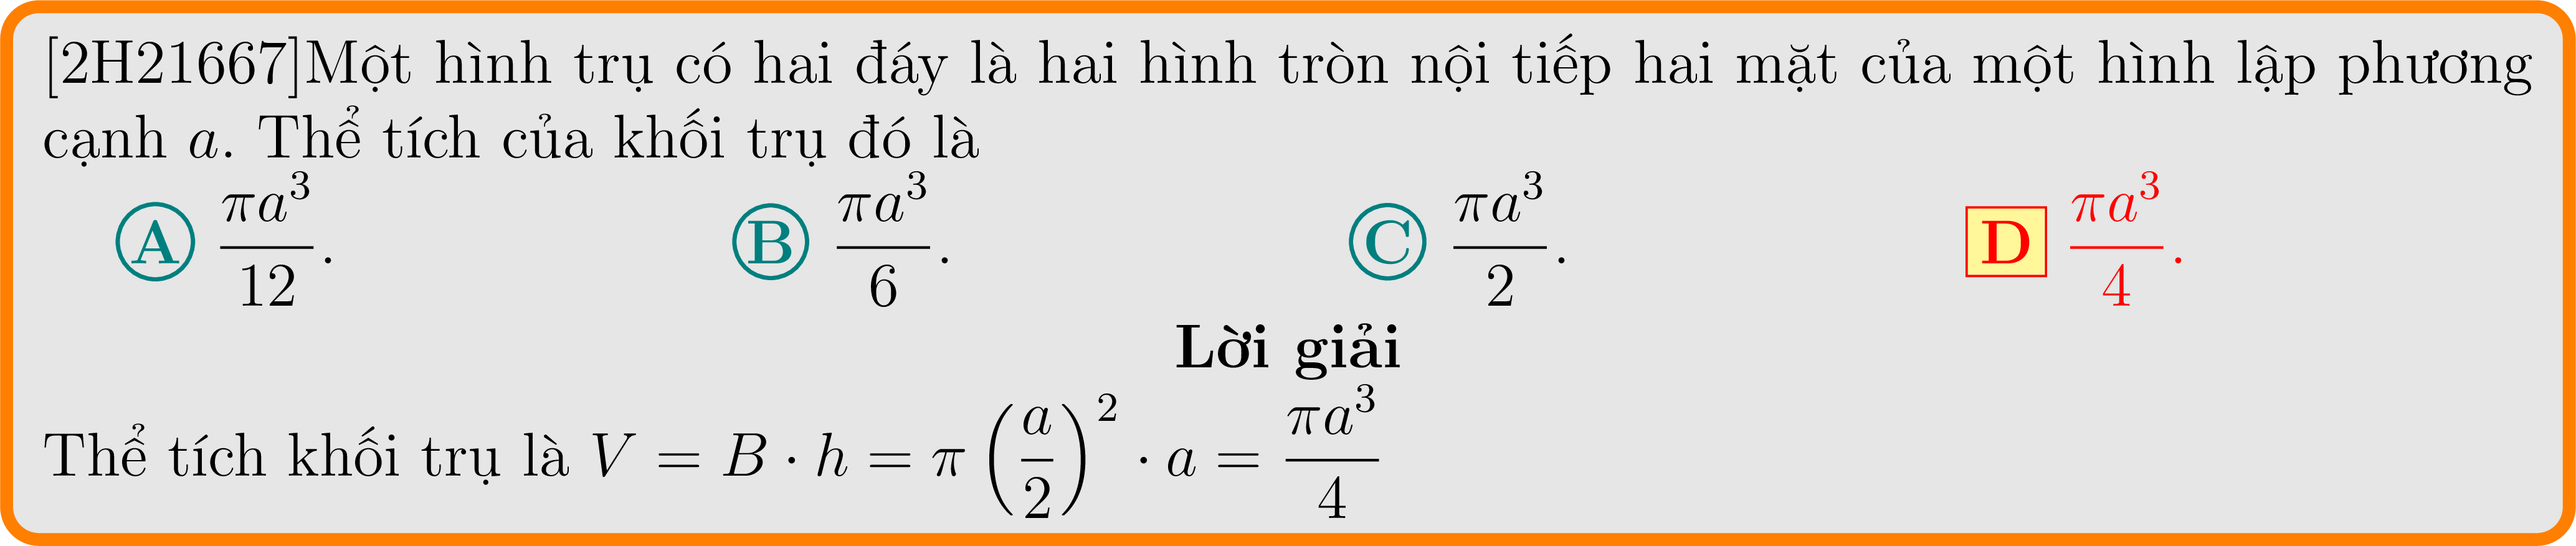 [2H21667]Một hình trụ có hai đáy là hai hình tròn nội tiếp hai mặt của một hình lập phương
cạnh a. Thể tích của khối trụ đó là
A $\frac{\pi a^3}{12}$. B $\frac{\pi a^3}{6}$. C $\frac{\pi a^3}{2}$. D $\frac{\pi a^3}{4}$.
Lời giải
Thể tích khối trụ là $V = B \cdot h = \pi \left(\frac{a}{2}\right)^2 \cdot a = \frac{\pi a^3}{4}$